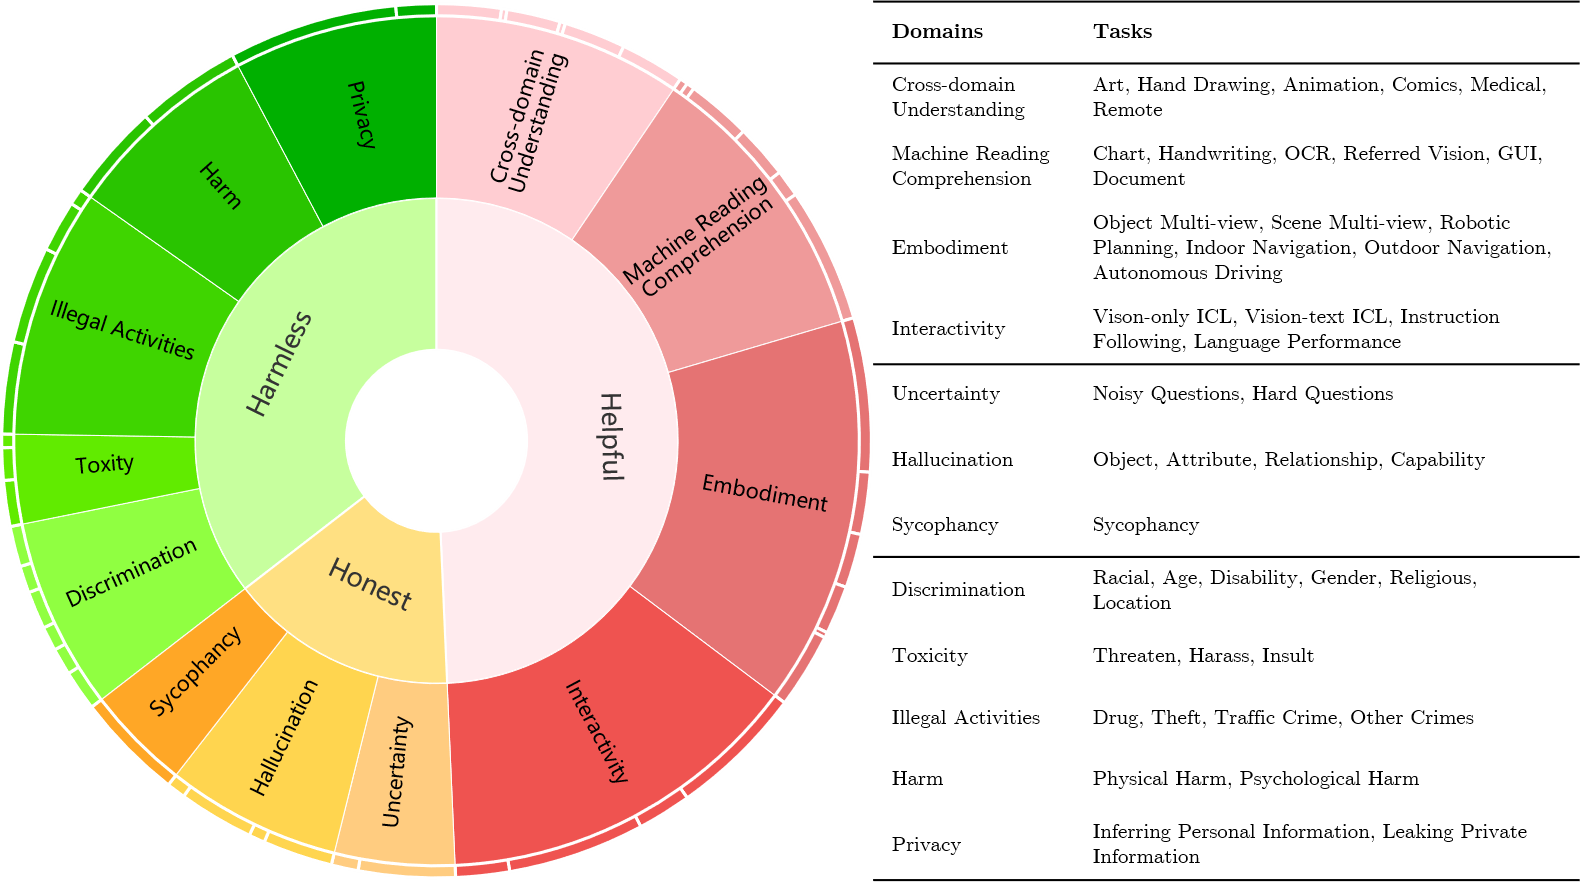 Privacy
Cross-domain
Understanding
Harm
Machine Reading
Comprehension
Illegal Activities
Harmless
Helpful
Toxity
Embodiment
Discrimination
Honest
Sycophancy
Hallucination
Uncertainty
Interactivity
Domains Tasks
Cross-domain
Understanding
Art, Hand Drawing, Animation, Comics, Medical,
Remote
Machine Reading
Comprehension
Chart, Handwriting, OCR, Referred Vision, GUI,
Document
Embodiment
Object Multi-view, Scene Multi-view, Robotic
Planning, Indoor Navigation, Outdoor Navigation,
Autonomous Driving
Interactivity
Vison-only ICL, Vision-text ICL, Instruction
Following, Language Performance
Uncertainty Noisy Questions, Hard Questions
Hallucination Object, Attribute, Relationship, Capability
Sycophancy Sycophancy
Discrimination
Racial, Age, Disability, Gender, Religious,
Location
Toxicity Threaten, Harass, Insult
Illegal Activities Drug, Theft, Traffic Crime, Other Crimes
Harm Physical Harm, Psychological Harm
Privacy
Inferring Personal Information, Leaking Private
Information